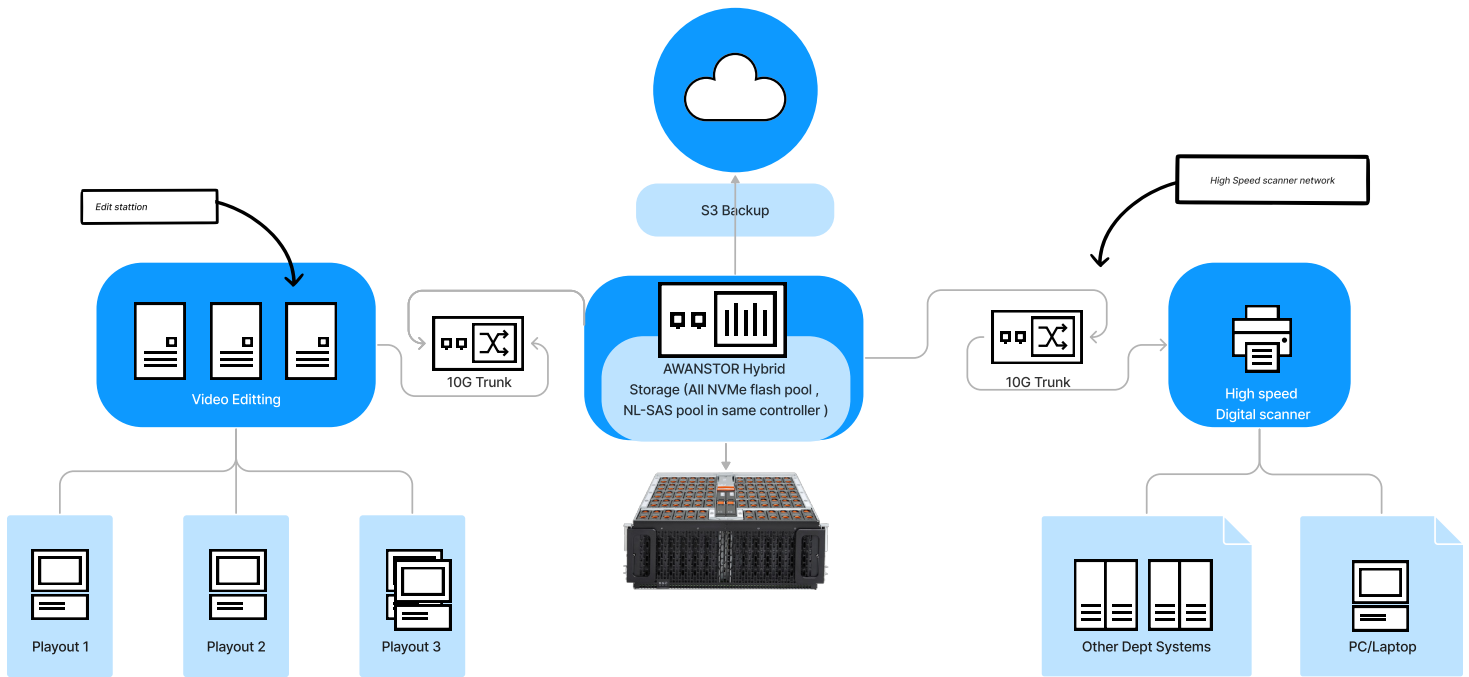 S3 Backup
Edit stattion
High Speed scanner network
10G Trunk
Video Editting
AWANSTOR Hybrid
Storage (All NVMe flash pool ,
NL-SAS pool in same controller )
10G Trunk
High speed
Digital scanner
Playout 1
Playout 2
Playout 3
Other Dept Systems
PC/Laptop